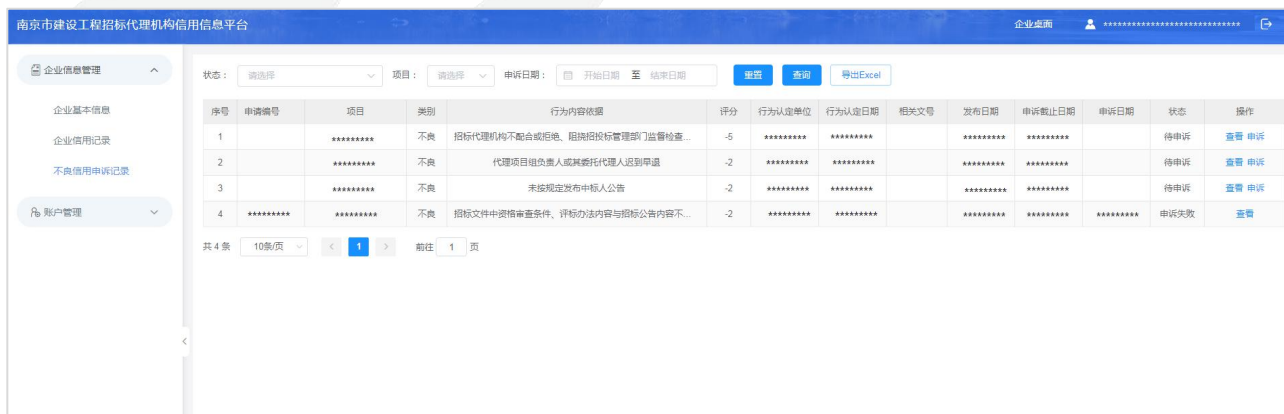 南京市建设工程招标代理机构信用信息平台 企业桌面 ******************************
企业信息管理
企业基本信息
企业信用记录
不良信用申诉记录
账户管理
状态： 请选择 项目： 请选择 申诉日期： 开始日期 至 结束日期 重置 查询 导出Excel
序号 申请编号 项目 类别 行为内容依据 评分 行为认定单位 行为认定日期 相关文号 发布日期 申诉截止日期 申诉日期 状态 操作
1 ********* 不良 招标代理机构不配合或拒绝、阻挠招投标管理部门监督检查... -5 ********* ********* ********* ********* 待申诉 查看 申诉
2 ********* 不良 代理项目组负责人或其委托代理人迟到早退 -2 ********* ********* ********* ********* 待申诉 查看 申诉
3 ********* 不良 未按规定发布中标人公告 -2 ********* ********* ********* ********* 待申诉 查看 申诉
4 ********* ********* 不良 招标文件中资格审查条件、评标办法内容与招标公告内容不... -2 ********* ********* ********* ********* ********* 申诉失败 查看
共 4 条 10条/页 < 1 > 前往 1 页